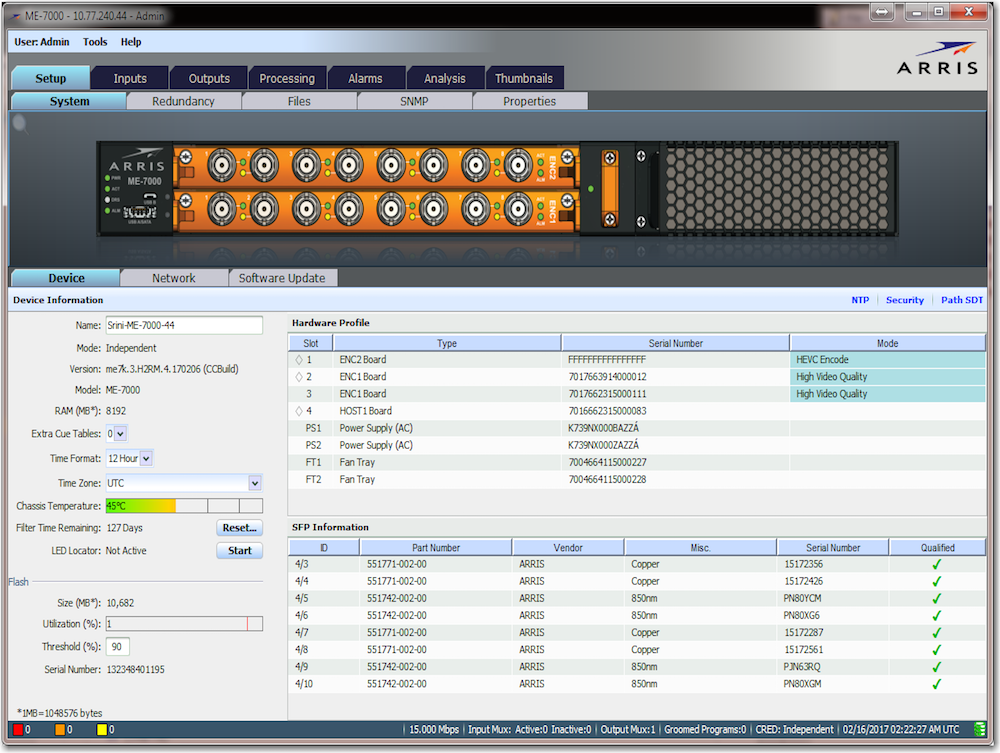 ME-7000 - 10.77.240.44 - Admin
User: Admin Tools Help
ARRIS
Setup Inputs Outputs Processing Alarms Analysis Thumbnails
System Redundancy Files SNMP Properties
ARRIS
ME-7000
PWR
ACT
ALM
ENC2
ENC1
Device Network Software Update
Device Information NTP Security Path SDT
Name: Srini-ME-7000-44
Mode: Independent
Version: me7k.3.H2RM.4.170206 (CCBuild)
Model: ME-7000
RAM (MB*): 8192
Extra Cue Tables: 0
Time Format: 12 Hour
Time Zone: UTC
Chassis Temperature: 45°C
Filter Time Remaining: 127 Days Reset...
LED Locator: Not Active Start
Flash
Size (MB*): 10,682
Utilization (%): 1
Threshold (%): 90
Serial Number: 132348401195
*1MB=1048576 bytes
Hardware Profile
Slot Type Serial Number Mode
1 ENC2 Board FFFFFFFFFFFFFFFF HEVC Encode
2 ENC1 Board 7017663914000012 High Video Quality
3 ENC1 Board 7017662315000111 High Video Quality
4 HOST1 Board 7016662315000083
PS1 Power Supply (AC) K739NX000BAZZÁ
PS2 Power Supply (AC) K739NX000ZAZZÁ
FT1 Fan Tray 7004664115000227
FT2 Fan Tray 7004664115000228
SFP Information
ID Part Number Vendor Misc. Serial Number Qualified
4/3 551771-002-00 ARRIS Copper 15172356
4/4 551771-002-00 ARRIS Copper 15172426
4/5 551742-002-00 ARRIS 850nm PN80YCM
4/6 551742-002-00 ARRIS 850nm PN80XG6
4/7 551771-002-00 ARRIS Copper 15172287
4/8 551771-002-00 ARRIS Copper 15172561
4/9 551742-002-00 ARRIS 850nm PJN63RQ
4/10 551742-002-00 ARRIS 850nm PN80XGM
0 0 0 15.000 Mbps Input Mux: Active:0 Inactive:0 Output Mux:1 Groomed Programs:0 CRED: Independent 02/16/2017 02:22:27 AM UTC